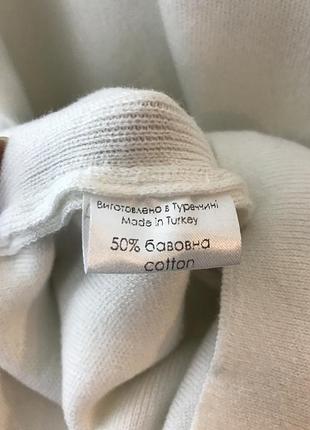 Виготовлено в Туреччині
Made in Turkey
50% бавовна
cotton